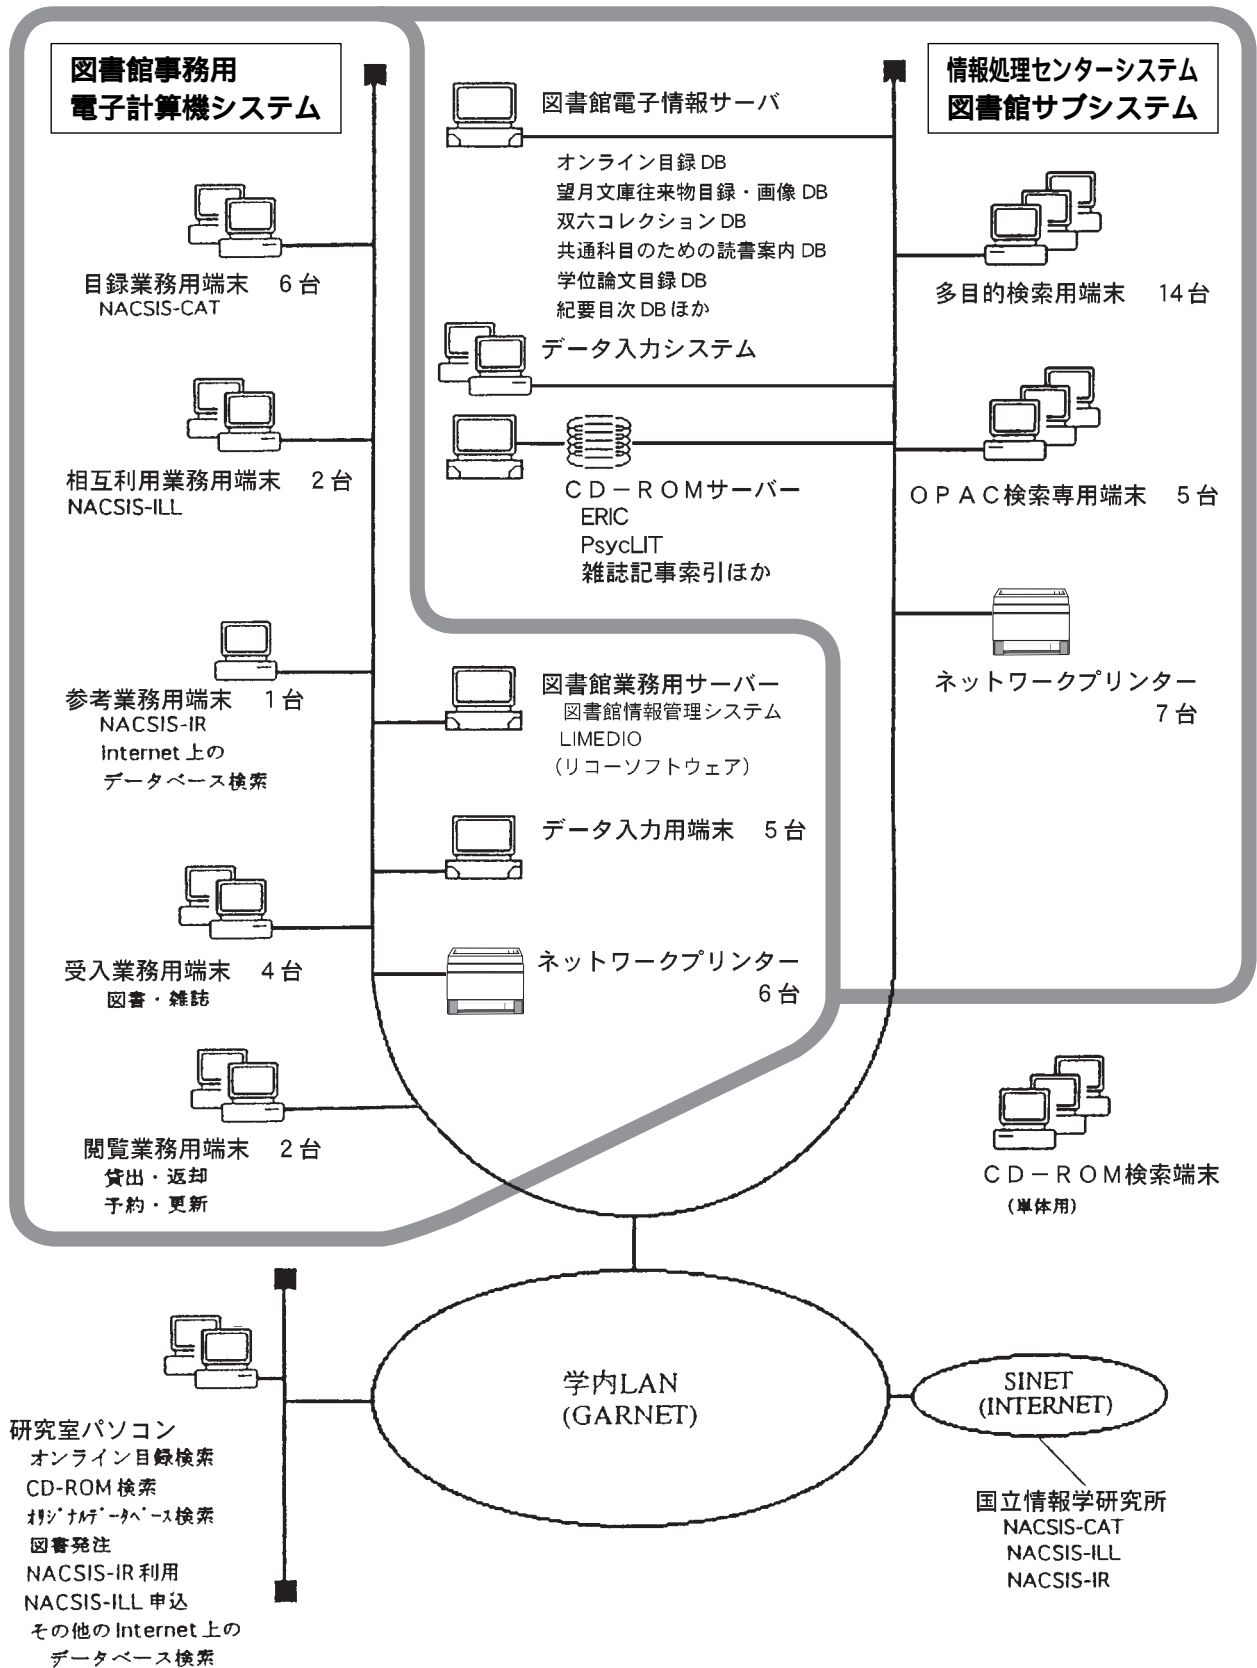 図書館事務用
電子計算機システム
目録業務用端末　6台
NACSIS-CAT
相互利用業務用端末　2台
NACSIS-ILL
参考業務用端末　1台
NACSIS-IR
Internet上の
データベース検索
受入業務用端末　4台
図書・雑誌
閲覧業務用端末　2台
貸出・返却
予約・更新
図書館業務用サーバー
図書館情報管理システム
LIMEDIO
（リコーソフトウェア）
データ入力用端末　5台
ネットワークプリンター
6台
情報処理センターシステム
図書館サブシステム
図書館電子情報サーバ
オンライン目録DB
望月文庫往来物目録・画像DB
双六コレクションDB
共通科目のための読書案内DB
学位論文目録DB
紀要目次DBほか
データ入力システム
ＣＤ－ＲＯＭサーバー
ERIC
PsycLIT
雑誌記事索引ほか
多目的検索用端末　14台
ＯＰＡＣ検索専用端末　5台
ネットワークプリンター
7台
ＣＤ－ＲＯＭ検索端末
（単体用）
学内LAN
(GARNET)
SINET
(INTERNET)
国立情報学研究所
NACSIS-CAT
NACSIS-ILL
NACSIS-IR
研究室パソコン
オンライン目録検索
CD-ROM検索
ｵﾘｼﾞﾅﾙﾃﾞｰﾀﾍﾞｰｽ検索
図書発注
NACSIS-IR利用
NACSIS-ILL申込
その他のInternet上の
データベース検索